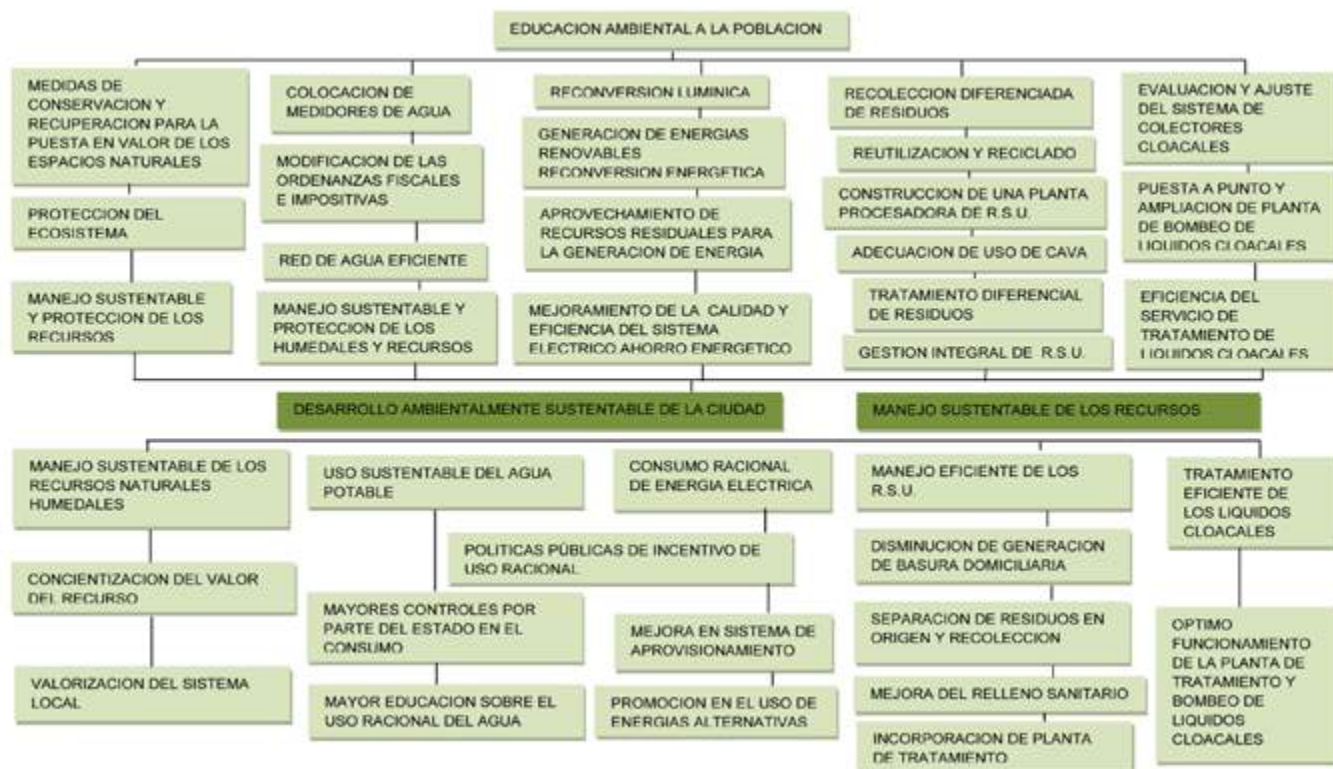 EDUCACION AMBIENTAL A LA POBLACION
MEDIDAS DE
CONSERVACION Y
RECUPERACION PARA LA
PUESTA EN VALOR DE LOS
ESPACIOS NATURALES
PROTECCION DEL
ECOSISTEMA
MANEJO SUSTENTABLE
Y PROTECCION DE LOS
RECURSOS
COLOCACION DE
MEDIDORES DE AGUA
MODIFICACION DE LAS
ORDENANZAS FISCALES
E IMPOSITIVAS
RED DE AGUA EFICIENTE
MANEJO SUSTENTABLE Y
PROTECCION DE LOS
HUMEDALES Y RECURSOS
RECONVERSION LUMINICA
GENERACION DE ENERGIAS
RENOVABLES
RECONVERSION ENERGETICA
APROVECHAMIENTO DE
RECURSOS RESIDUALES PARA
LA GENERACION DE ENERGIA
MEJORAMIENTO DE LA CALIDAD Y
EFICIENCIA DEL SISTEMA
ELECTRICO AHORRO ENERGETICO
RECOLECCION DIFERENCIADA
DE RESIDUOS
REUTILIZACION Y RECICLADO
CONSTRUCCION DE UNA PLANTA
PROCESADORA DE R.S.U.
ADECUACION DE USO DE CAVA
TRATAMIENTO DIFERENCIAL
DE RESIDUOS
GESTION INTEGRAL DE R.S.U.
EVALUACION Y AJUSTE
DEL SISTEMA DE
COLECTORES
CLOACALES
PUESTA A PUNTO Y
AMPLIACION DE PLANTA
DE BOMBEO DE
LIQUIDOS CLOACALES
EFICIENCIA DEL
SERVICIO DE
TRATAMIENTO DE
LIQUIDOS CLOACALES
DESARROLLO AMBIENTALMENTE SUSTENTABLE DE LA CIUDAD
MANEJO SUSTENTABLE DE LOS RECURSOS
MANEJO SUSTENTABLE DE LOS
RECURSOS NATURALES
HUMEDALES
CONCIENTIZACION DEL VALOR
DEL RECURSO
VALORIZACION DEL SISTEMA
LOCAL
USO SUSTENTABLE DEL AGUA
POTABLE
MAYORES CONTROLES POR
PARTE DEL ESTADO EN EL
CONSUMO
MAYOR EDUCACION SOBRE EL
USO RACIONAL DEL AGUA
CONSUMO RACIONAL
DE ENERGIA ELECTRICA
POLITICAS PÚBLICAS DE INCENTIVO DE
USO RACIONAL
MEJORA EN SISTEMA DE
APROVISIONAMIENTO
PROMOCION EN EL USO DE
ENERGIAS ALTERNATIVAS
MANEJO EFICIENTE DE LOS
R.S.U.
DISMINUCION DE GENERACION
DE BASURA DOMICILIARIA
SEPARACION DE RESIDUOS EN
ORIGEN Y RECOLECCION
MEJORA DEL RELLENO SANITARIO
INCORPORACION DE PLANTA
DE TRATAMIENTO
TRATAMIENTO
EFICIENTE DE
LOS LIQUIDOS
CLOACALES
OPTIMO
FUNCIONAMIENTO
DE LA PLANTA DE
TRATAMIENTO Y
BOMBEO DE
LIQUIDOS
CLOACALES